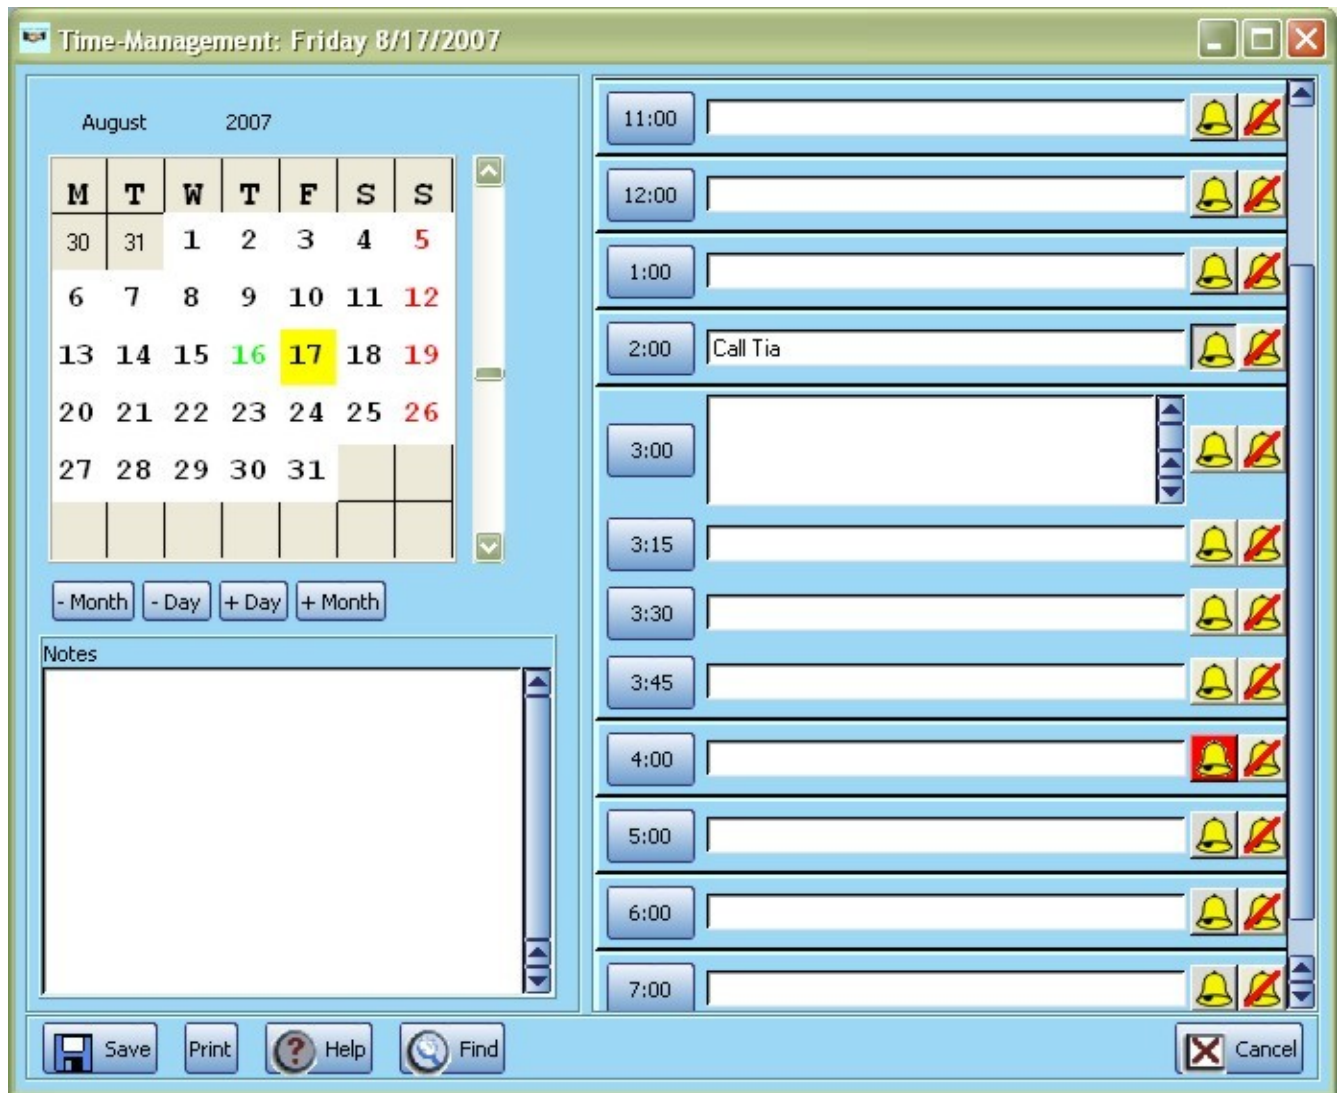 Time-Management: Friday 8/17/2007
August 2007
M T W T F S S
30 31 1 2 3 4 5
6 7 8 9 10 11 12
13 14 15 16 17 18 19
20 21 22 23 24 25 26
27 28 29 30 31
- Month - Day + Day + Month
Notes
11:00
12:00
1:00
2:00 Call Tia
3:00
3:15
3:30
3:45
4:00
5:00
6:00
7:00
Save Print Help Find Cancel